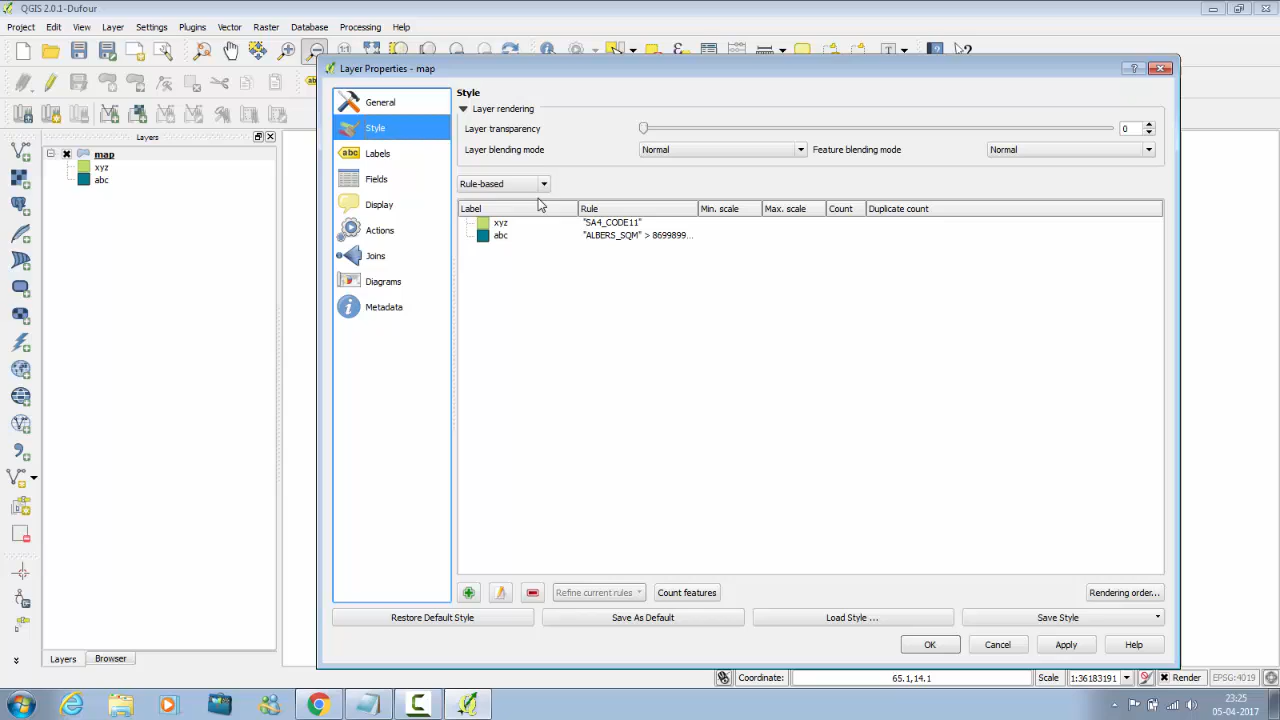 QGIS 2.0.1-Dufour
Project Edit View Layer Settings Plugins Vector Raster Database Processing Help
Layer Properties - map
Layers
map
xyz
abc
General
Style
Labels
Fields
Display
Actions
Joins
Diagrams
Metadata
Style
Layer rendering
Layer transparency 0
Layer blending mode Normal Feature blending mode Normal
Rule-based
Label Rule Min. scale Max. scale Count Duplicate count
xyz "SA4_CODE11"
abc "ALBERS_SQM" > 8699899...
Refine current rules Count features Rendering order...
Restore Default Style Save As Default Load Style ... Save Style
OK Cancel Apply Help
Layers Browser
Coordinate: 65.1,14.1 Scale 1:36183191 Render EPSG:4019
23:25
05-04-2017